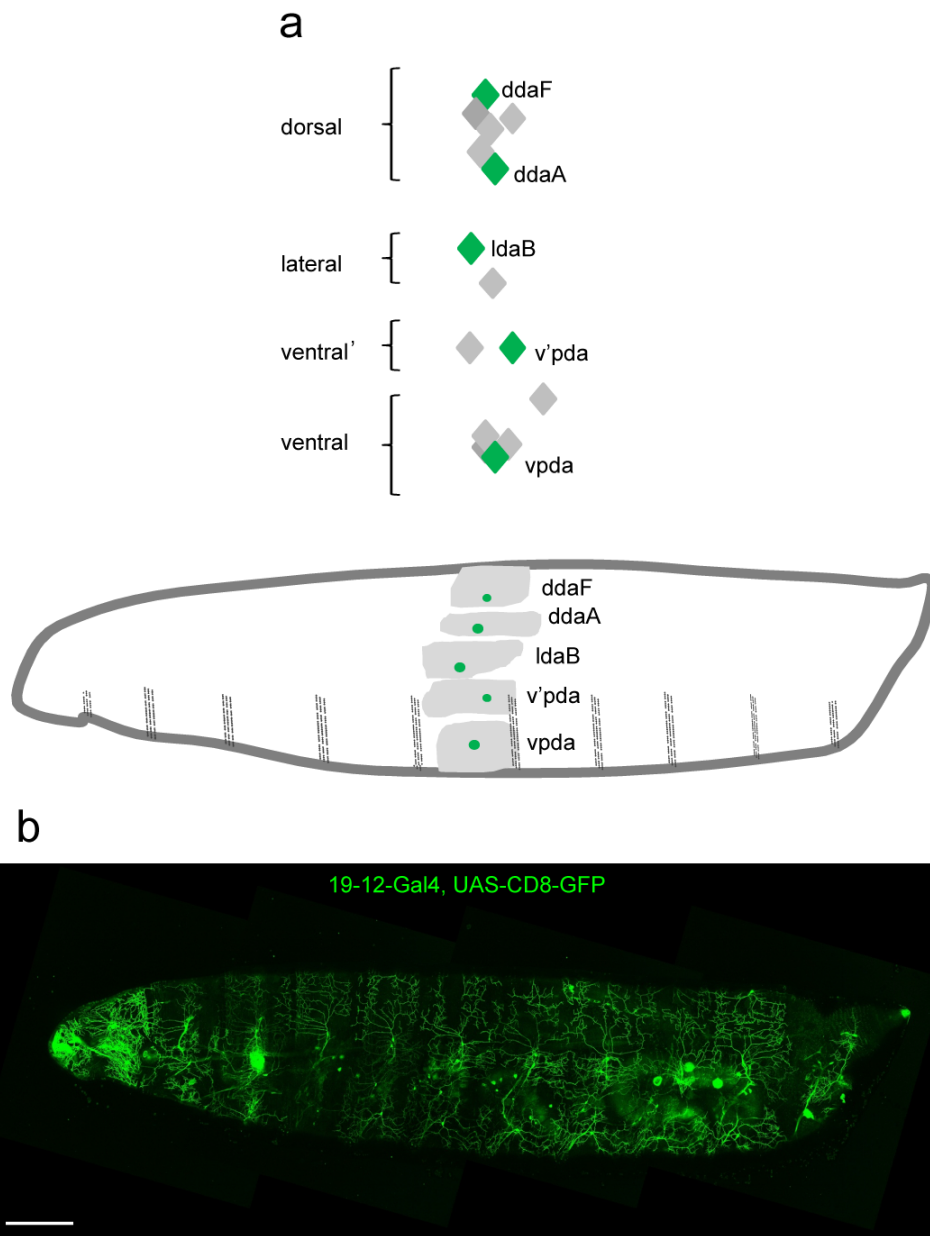 a
dorsal
ddaF
ddaA
lateral
ldaB
ventral’
v’pda
ventral
vpda
ddaF
ddaA
ldaB
v’pda
vpda
b
19-12-Gal4, UAS-CD8-GFP